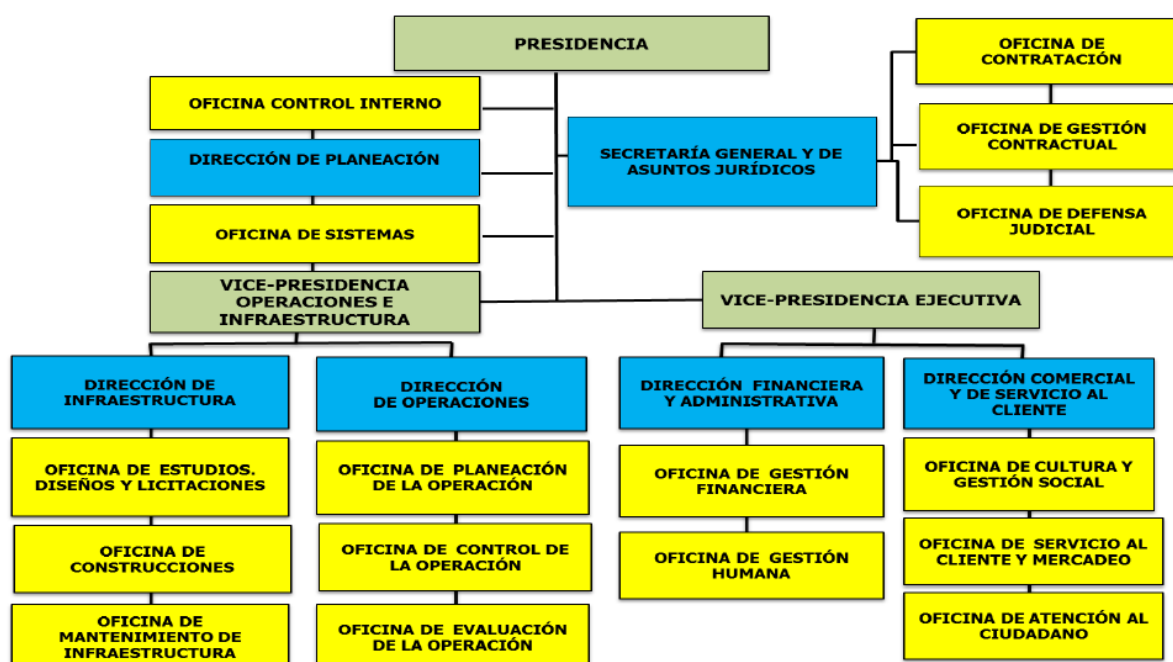 PRESIDENCIA
OFICINA CONTROL INTERNO
DIRECCIÓN DE PLANEACIÓN
OFICINA DE SISTEMAS
SECRETARÍA GENERAL Y DE
ASUNTOS JURÍDICOS
OFICINA DE
CONTRATACIÓN
OFICINA DE GESTIÓN
CONTRACTUAL
OFICINA DE DEFENSA
JUDICIAL
VICE-PRESIDENCIA
OPERACIONES E
INFRAESTRUCTURA
VICE-PRESIDENCIA EJECUTIVA
DIRECCIÓN DE
INFRAESTRUCTURA
OFICINA DE ESTUDIOS.
DISEÑOS Y LICITACIONES
OFICINA DE
CONSTRUCCIONES
OFICINA DE
MANTENIMIENTO DE
INFRAESTRUCTURA
DIRECCIÓN
DE OPERACIONES
OFICINA DE PLANEACIÓN
DE LA OPERACIÓN
OFICINA DE CONTROL DE
LA OPERACIÓN
OFICINA DE EVALUACIÓN
DE LA OPERACIÓN
DIRECCIÓN FINANCIERA
Y ADMINISTRATIVA
OFICINA DE GESTIÓN
FINANCIERA
OFICINA DE GESTIÓN
HUMANA
DIRECCIÓN COMERCIAL
Y DE SERVICIO AL
CLIENTE
OFICINA DE CULTURA Y
GESTIÓN SOCIAL
OFICINA DE SERVICIO AL
CLIENTE Y MERCADEO
OFICINA DE ATENCIÓN AL
CIUDADANO